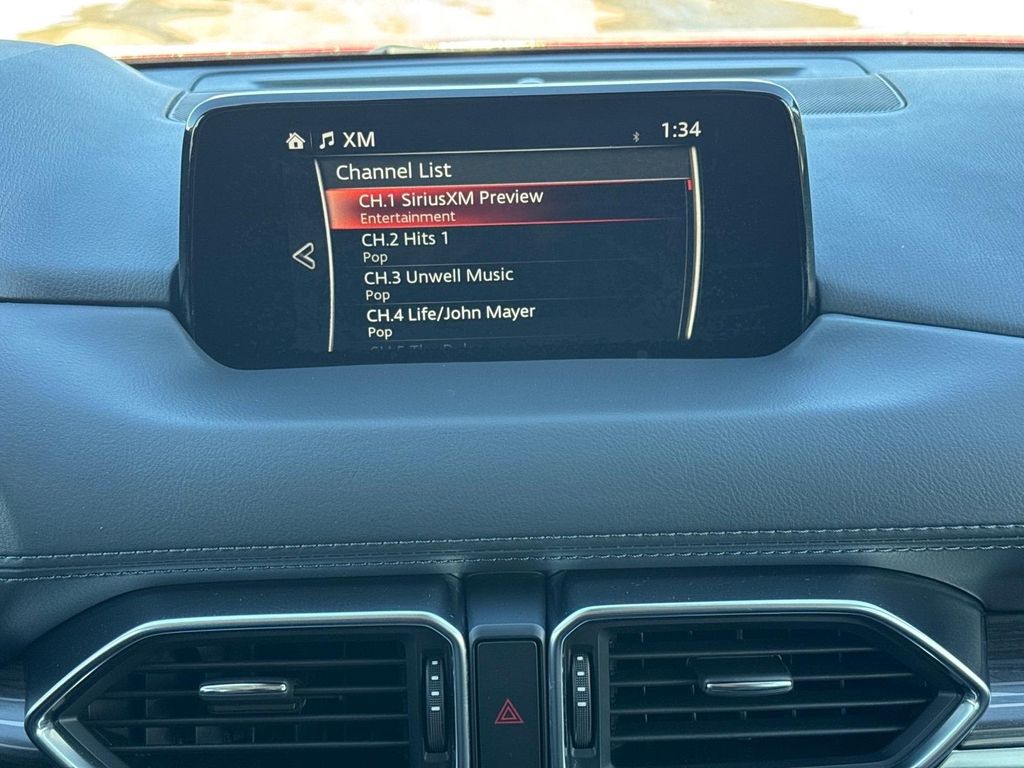 XM 1:34
Channel List
CH.1 SiriusXM Preview
Entertainment
CH.2 Hits 1
Pop
CH.3 Unwell Music
Pop
CH.4 Life/John Mayer
Pop